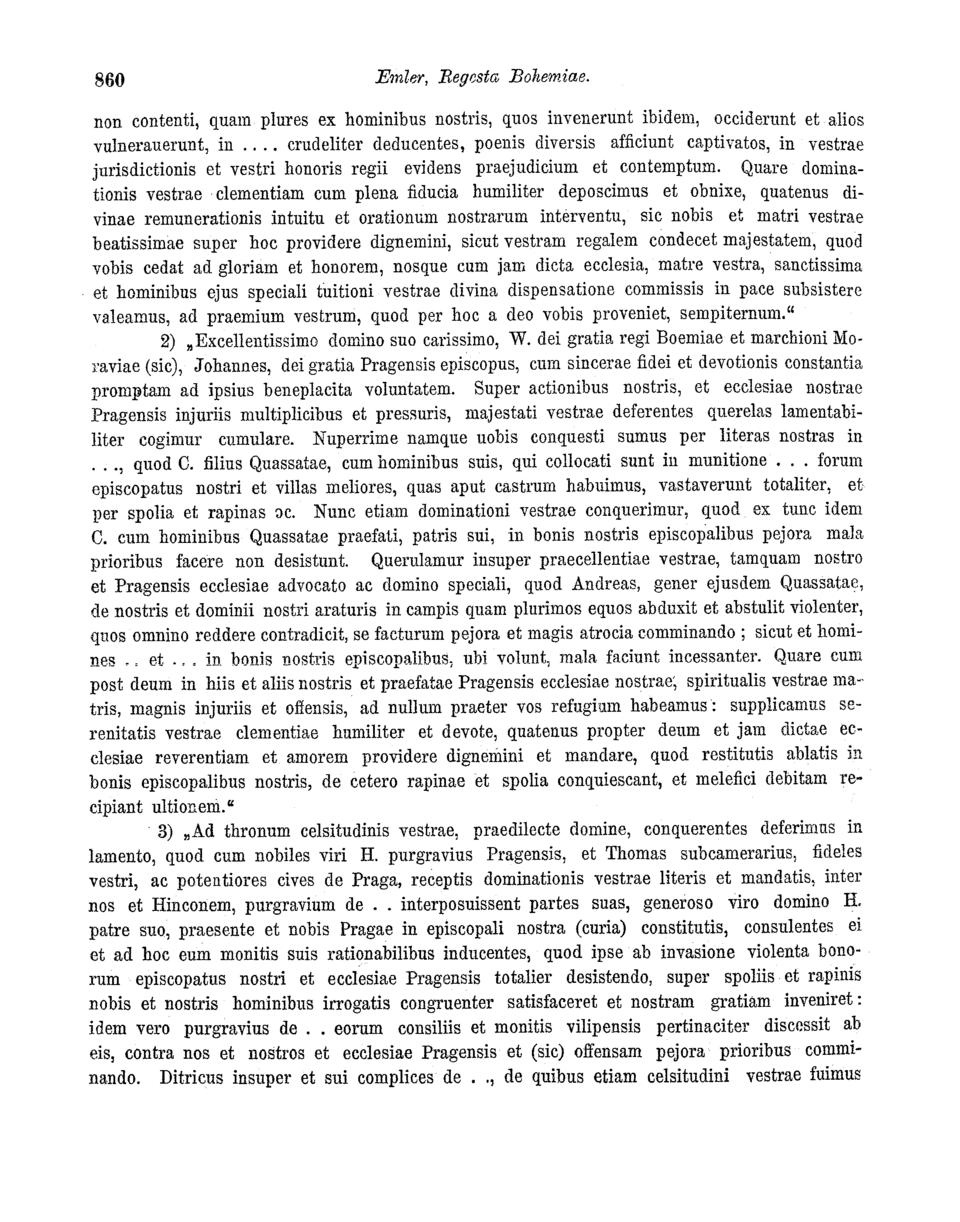 860
Emler, Regesta Bohemiae.
non contenti, quam plures ex hominibus nostris, quos invenerunt ibidem, occiderunt et alios
vulnerauerunt, in .... crudeliter deducentes, poenis diversis afficiunt captivatos, in vestrae
jurisdictionis et vestri honoris regii evidens praejudicium et contemptum. Quare domina-
tionis vestrae clementiam cum plena fiducia humiliter deposcimus et obnixe, quatenus di-
vinae remunerationis intuitu et orationum nostrarum interventu, sic nobis et matri vestrae
beatissimae super hoc providere dignemini, sicut vestram regalem condecet majestatem, quod
vobis cedat ad gloriam et honorem, nosque cum jam dicta ecclesia, matre vestra, sanctissima
et hominibus ejus speciali tuitioni vestrae divina dispensatione commissis in pace subsistere
valeamus, ad praemium vestrum, quod per hoc a deo vobis proveniet, sempiternum.“
2) „Excellentissimo domino suo carissimo, W. dei gratia regi Boemiae et marchioni Mo-
raviae (sic), Johannes, dei gratia Pragensis episcopus, cum sincerae fidei et devotionis constantia
promptam ad ipsius beneplacita voluntatem. Super actionibus nostris, et ecclesiae nostrae
Pragensis injuriis multiplicibus et pressuris, majestati vestrae deferentes querelas lamentabi-
liter cogimur cumulare. Nuperrime namque uobis conquesti sumus per literas nostras in
. . ., quod C. filius Quassatae, cum hominibus suis, qui collocati sunt in munitione . . . forum
episcopatus nostri et villas meliores, quas aput castrum habuimus, vastaverunt totaliter, et
per spolia et rapinas ɔc. Nunc etiam dominationi vestrae conquerimur, quod ex tunc idem
C. cum hominibus Quassatae praefati, patris sui, in bonis nostris episcopalibus pejora mala
prioribus facere non desistunt. Querulamur insuper praecellentiae vestrae, tamquam nostro
et Pragensis ecclesiae advocato ac domino speciali, quod Andreas, gener ejusdem Quassatae,
de nostris et dominii nostri araturis in campis quam plurimos equos abduxit et abstulit violenter,
quos omnino reddere contradicit, se facturum pejora et magis atrocia comminando ; sicut et homi-
nes .. et ... in bonis nostris episcopalibus, ubi volunt, mala faciunt incessanter. Quare cum
post deum in hiis et aliis nostris et praefatae Pragensis ecclesiae nostrae, spiritualis vestrae ma-
tris, magnis injuriis et offensis, ad nullum praeter vos refugium habeamus : supplicamus se-
renitatis vestrae clementiae humiliter et devote, quatenus propter deum et jam dictae ec-
clesiae reverentiam et amorem providere dignemini et mandare, quod restitutis ablatis in
bonis episcopalibus nostris, de cetero rapinae et spolia conquiescant, et melefici debitam re-
cipiant ultionem.“
3) „Ad thronum celsitudinis vestrae, praedilecte domine, conquerentes deferimus in
lamento, quod cum nobiles viri H. purgravius Pragensis, et Thomas subcamerarius, fideles
vestri, ac potentiores cives de Praga, receptis dominationis vestrae literis et mandatis, inter
nos et Hinconem, purgravium de . . interposuissent partes suas, generoso viro domino H.
patre suo, praesente et nobis Pragae in episcopali nostra (curia) constitutis, consulentes ei
et ad hoc eum monitis suis rationabilibus inducentes, quod ipse ab invasione violenta bono-
rum episcopatus nostri et ecclesiae Pragensis totalier desistendo, super spoliis et rapinis
nobis et nostris hominibus irrogatis congruenter satisfaceret et nostram gratiam inveniret :
idem vero purgravius de . . eorum consiliis et monitis vilipensis pertinaciter discessit ab
eis, contra nos et nostros et ecclesiae Pragensis et (sic) offensam pejora prioribus commi-
nando. Ditricus insuper et sui complices de . ., de quibus etiam celsitudini vestrae fuimus